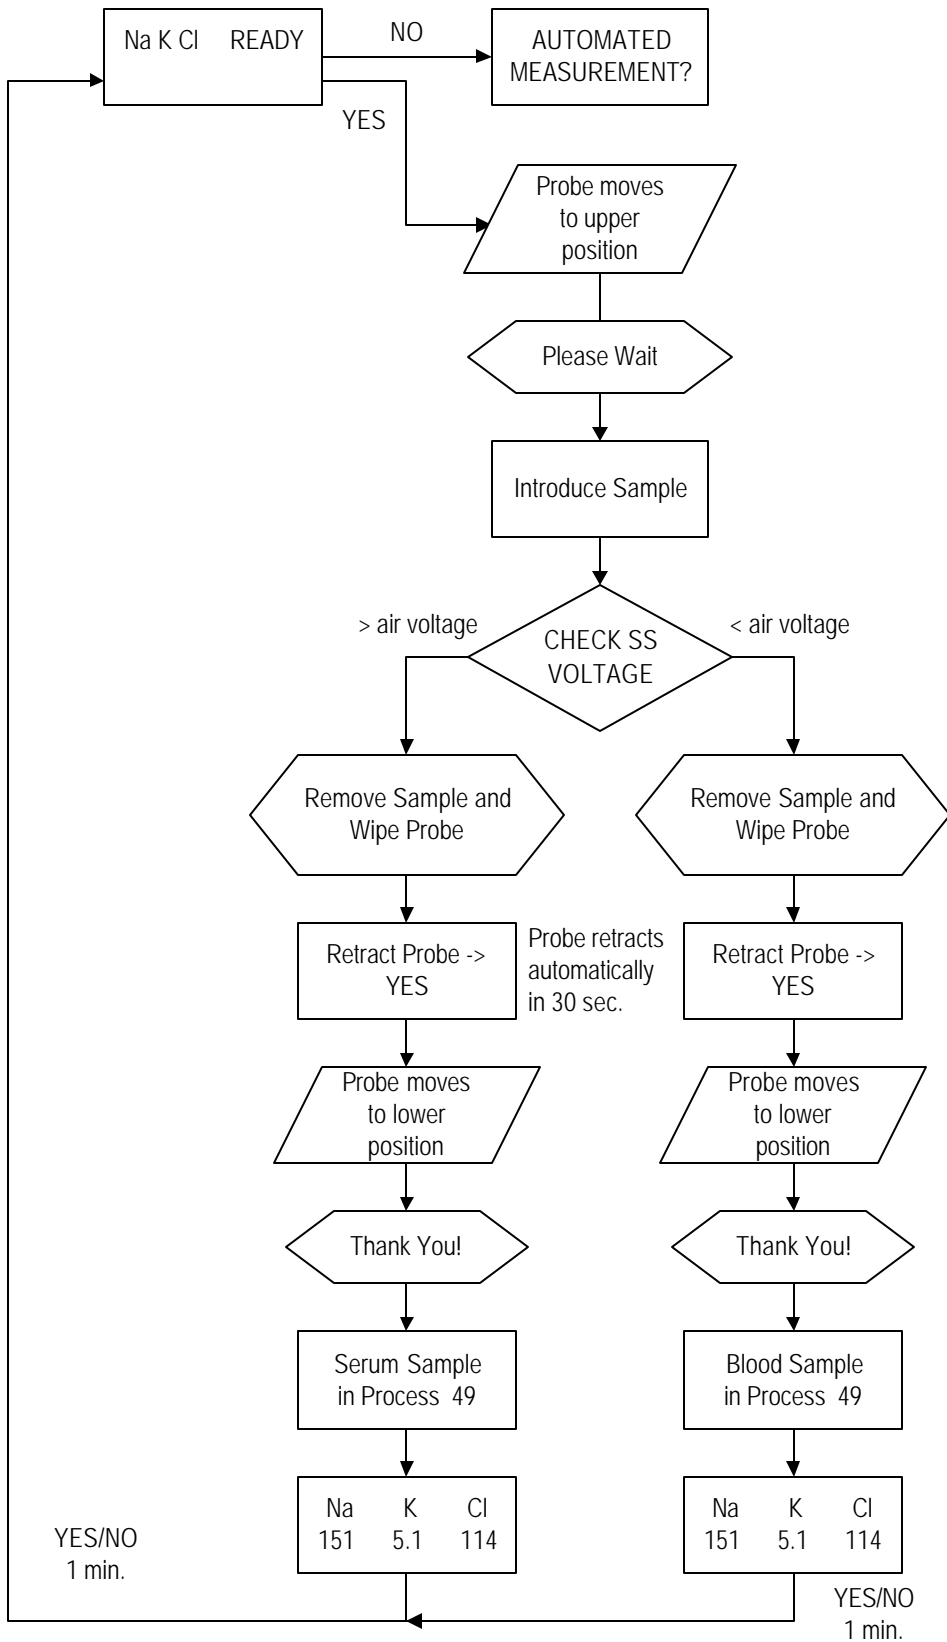 Na K Cl READY
NO
AUTOMATED
MEASUREMENT?
YES
Probe moves
to upper
position
Please Wait
Introduce Sample
> air voltage
CHECK SS
VOLTAGE
< air voltage
Remove Sample and
Wipe Probe
Remove Sample and
Wipe Probe
Retract Probe ->
YES
Probe retracts
automatically
in 30 sec.
Retract Probe ->
YES
Probe moves
to lower
position
Probe moves
to lower
position
Thank You!
Thank You!
Serum Sample
in Process 49
Blood Sample
in Process 49
Na K Cl
151 5.1 114
Na K Cl
151 5.1 114
YES/NO
1 min.
YES/NO
1 min.